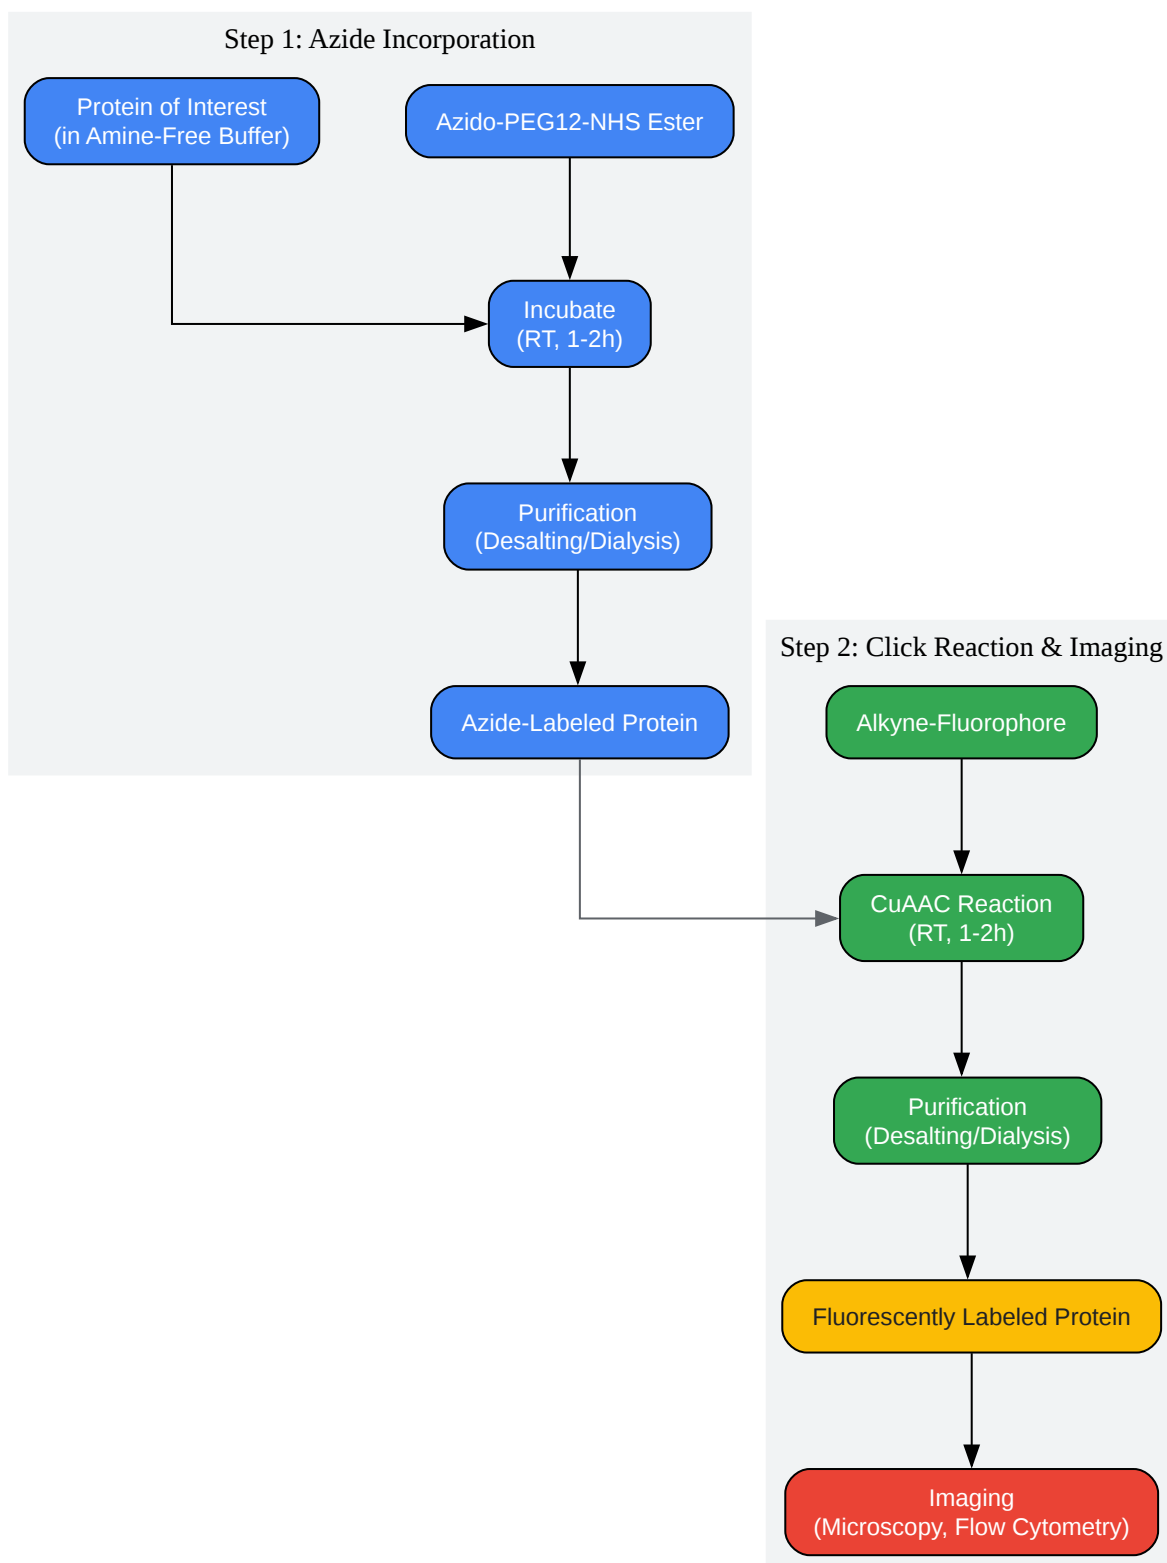 Step 1: Azide Incorporation
Protein of Interest
(in Amine-Free Buffer)
Azido-PEG12-NHS Ester
Incubate
(RT, 1-2h)
Purification
(Desalting/Dialysis)
Azide-Labeled Protein
Step 2: Click Reaction & Imaging
Alkyne-Fluorophore
CuAAC Reaction
(RT, 1-2h)
Purification
(Desalting/Dialysis)
Fluorescently Labeled Protein
Imaging
(Microscopy, Flow Cytometry)